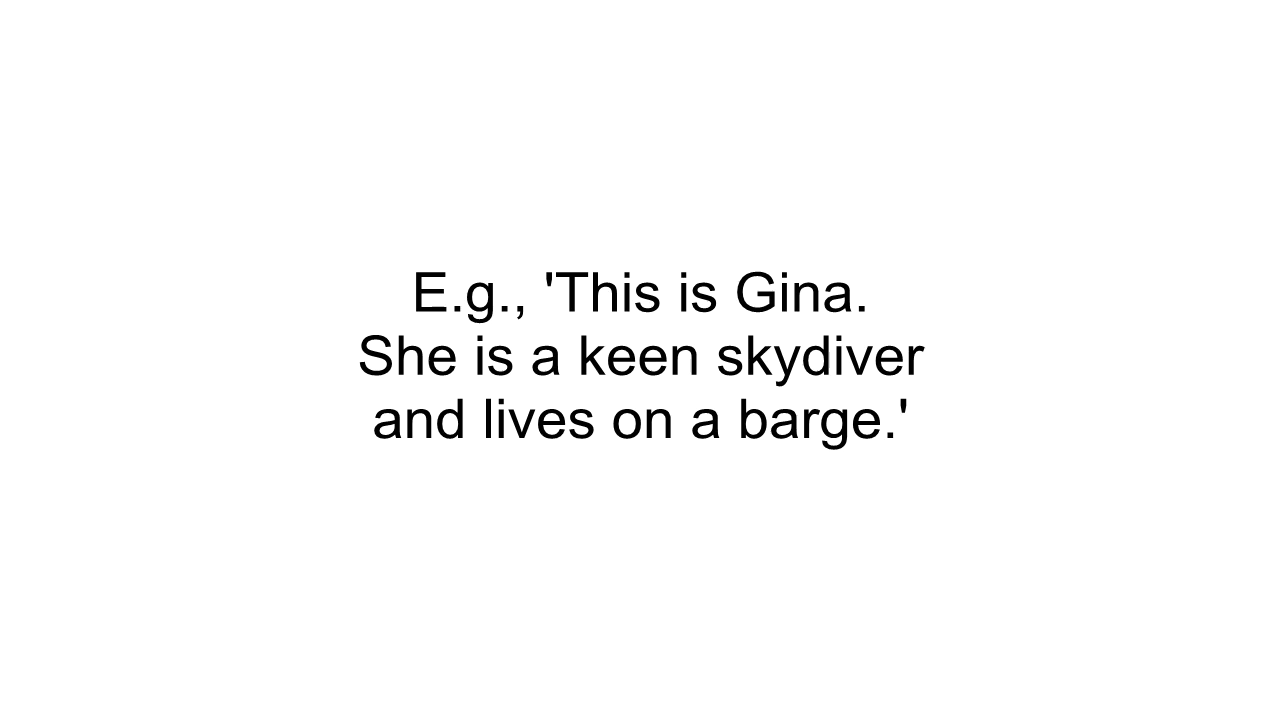 E.g., 'This is Gina.
She is a keen skydiver
and lives on a barge.'